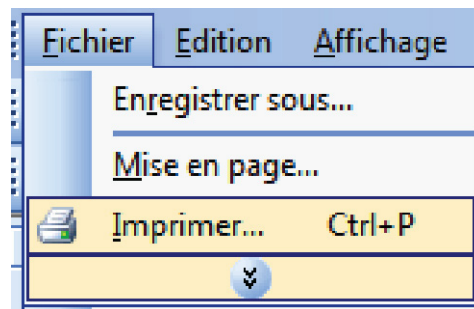 Fichier Edition Affichage
Enregistrer sous...
Mise en page...
Imprimer... Ctrl+P